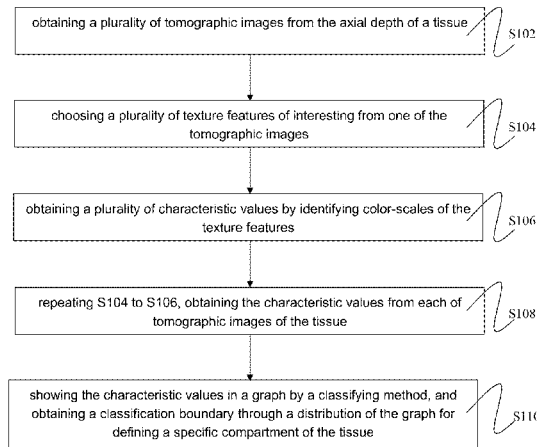 obtaining a plurality of tomographic images from the axial depth of a tissue
S102
choosing a plurality of texture features of interesting from one of the
tomographic images
S104
obtaining a plurality of characteristic values by identifying color-scales of the
texture features
S106
repeating S104 to S106, obtaining the characteristic values from each of
tomographic images of the tissue
S108
showing the characteristic values in a graph by a classifying method, and
obtaining a classification boundary through a distribution of the graph for
defining a specific compartment of the tissue
S110